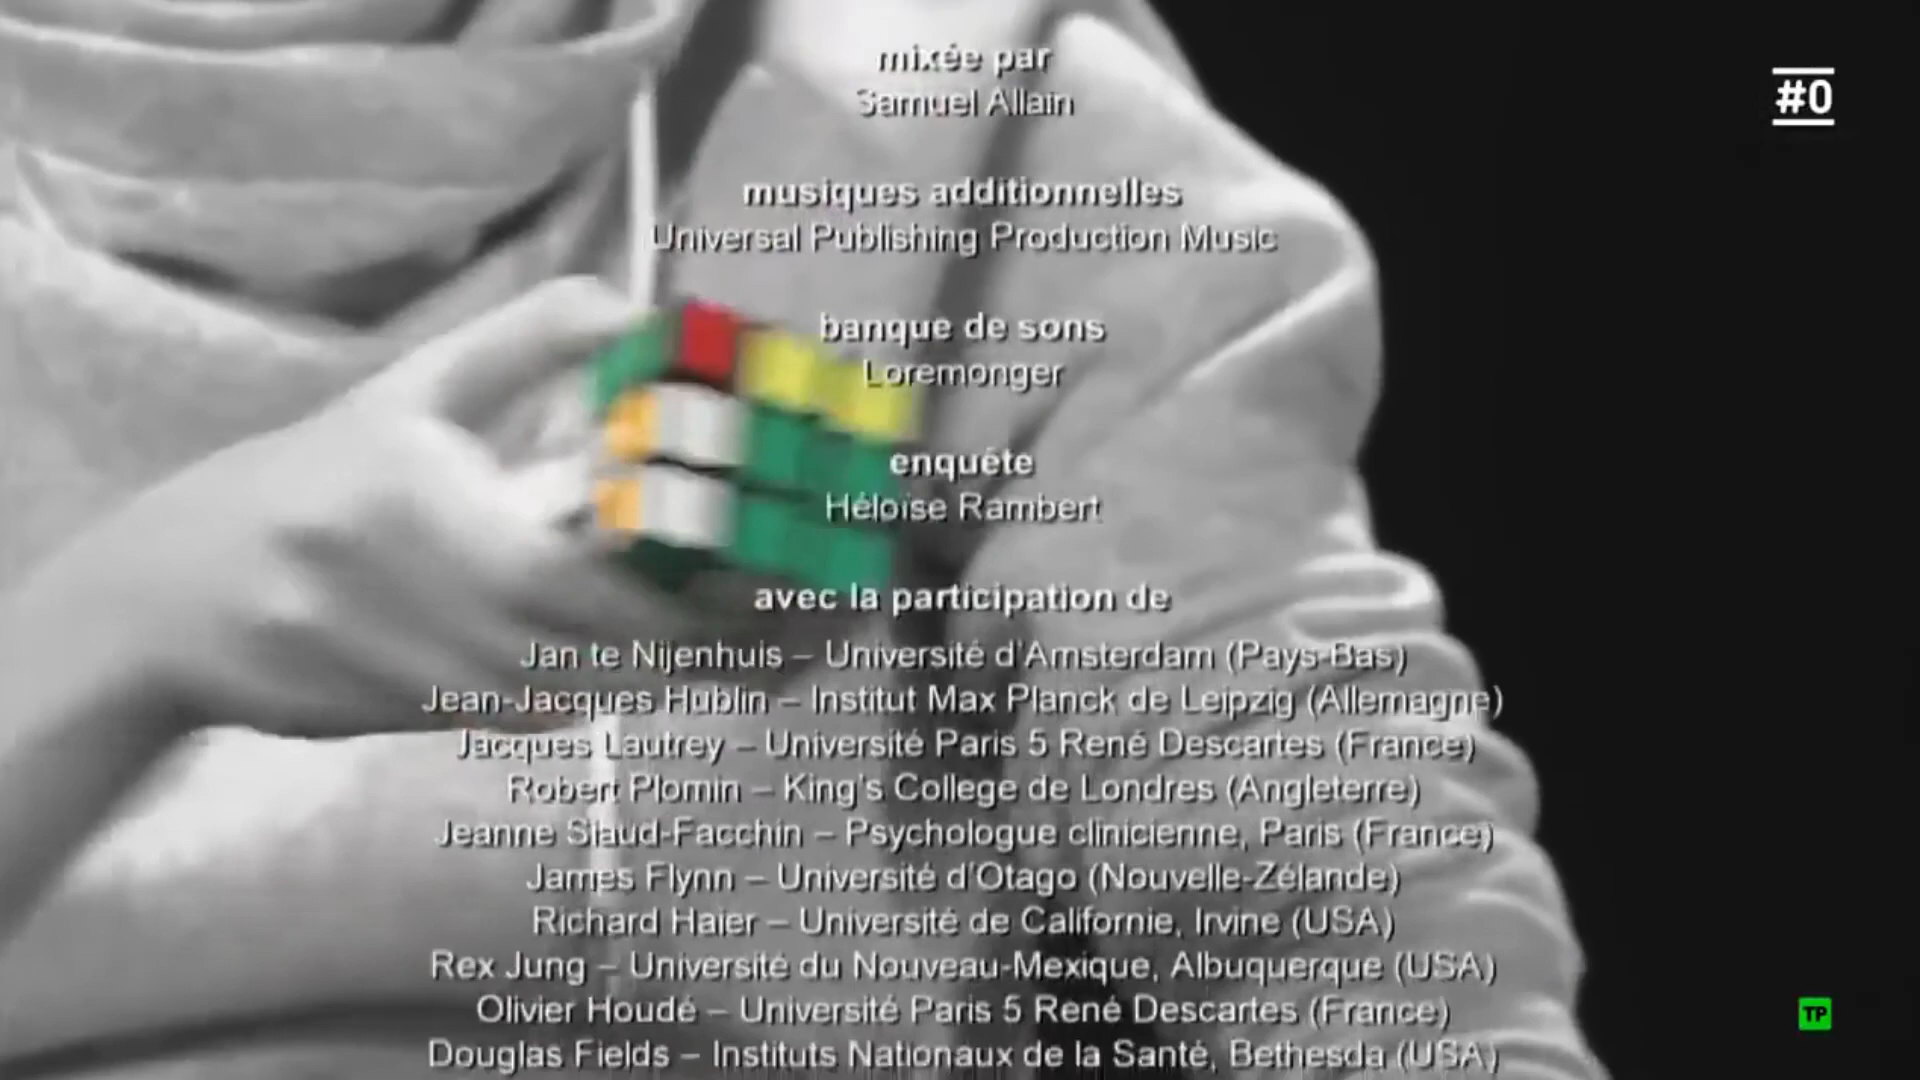 mixée par
Samuel Allain
#0
musiques additionnelles
Universal Publishing Production Music
banque de sons
Loremonger
enquête
Héloïse Rambert
avec la participation de
Jan te Nijenhuis – Université d'Amsterdam (Pays-Bas)
Jean-Jacques Hublin – Institut Max Planck de Leipzig (Allemagne)
Jacques Lautrey – Université Paris 5 René Descartes (France)
Robert Plomin – King's College de Londres (Angleterre)
Jeanne Siaud-Facchin – Psychologue clinicienne, Paris (France)
James Flynn – Université d'Otago (Nouvelle-Zélande)
Richard Haier – Université de Californie, Irvine (USA)
Rex Jung – Université du Nouveau-Mexique, Albuquerque (USA)
Olivier Houdé – Université Paris 5 René Descartes (France)
TP
Douglas Fields – Instituts Nationaux de la Santé, Bethesda (USA)